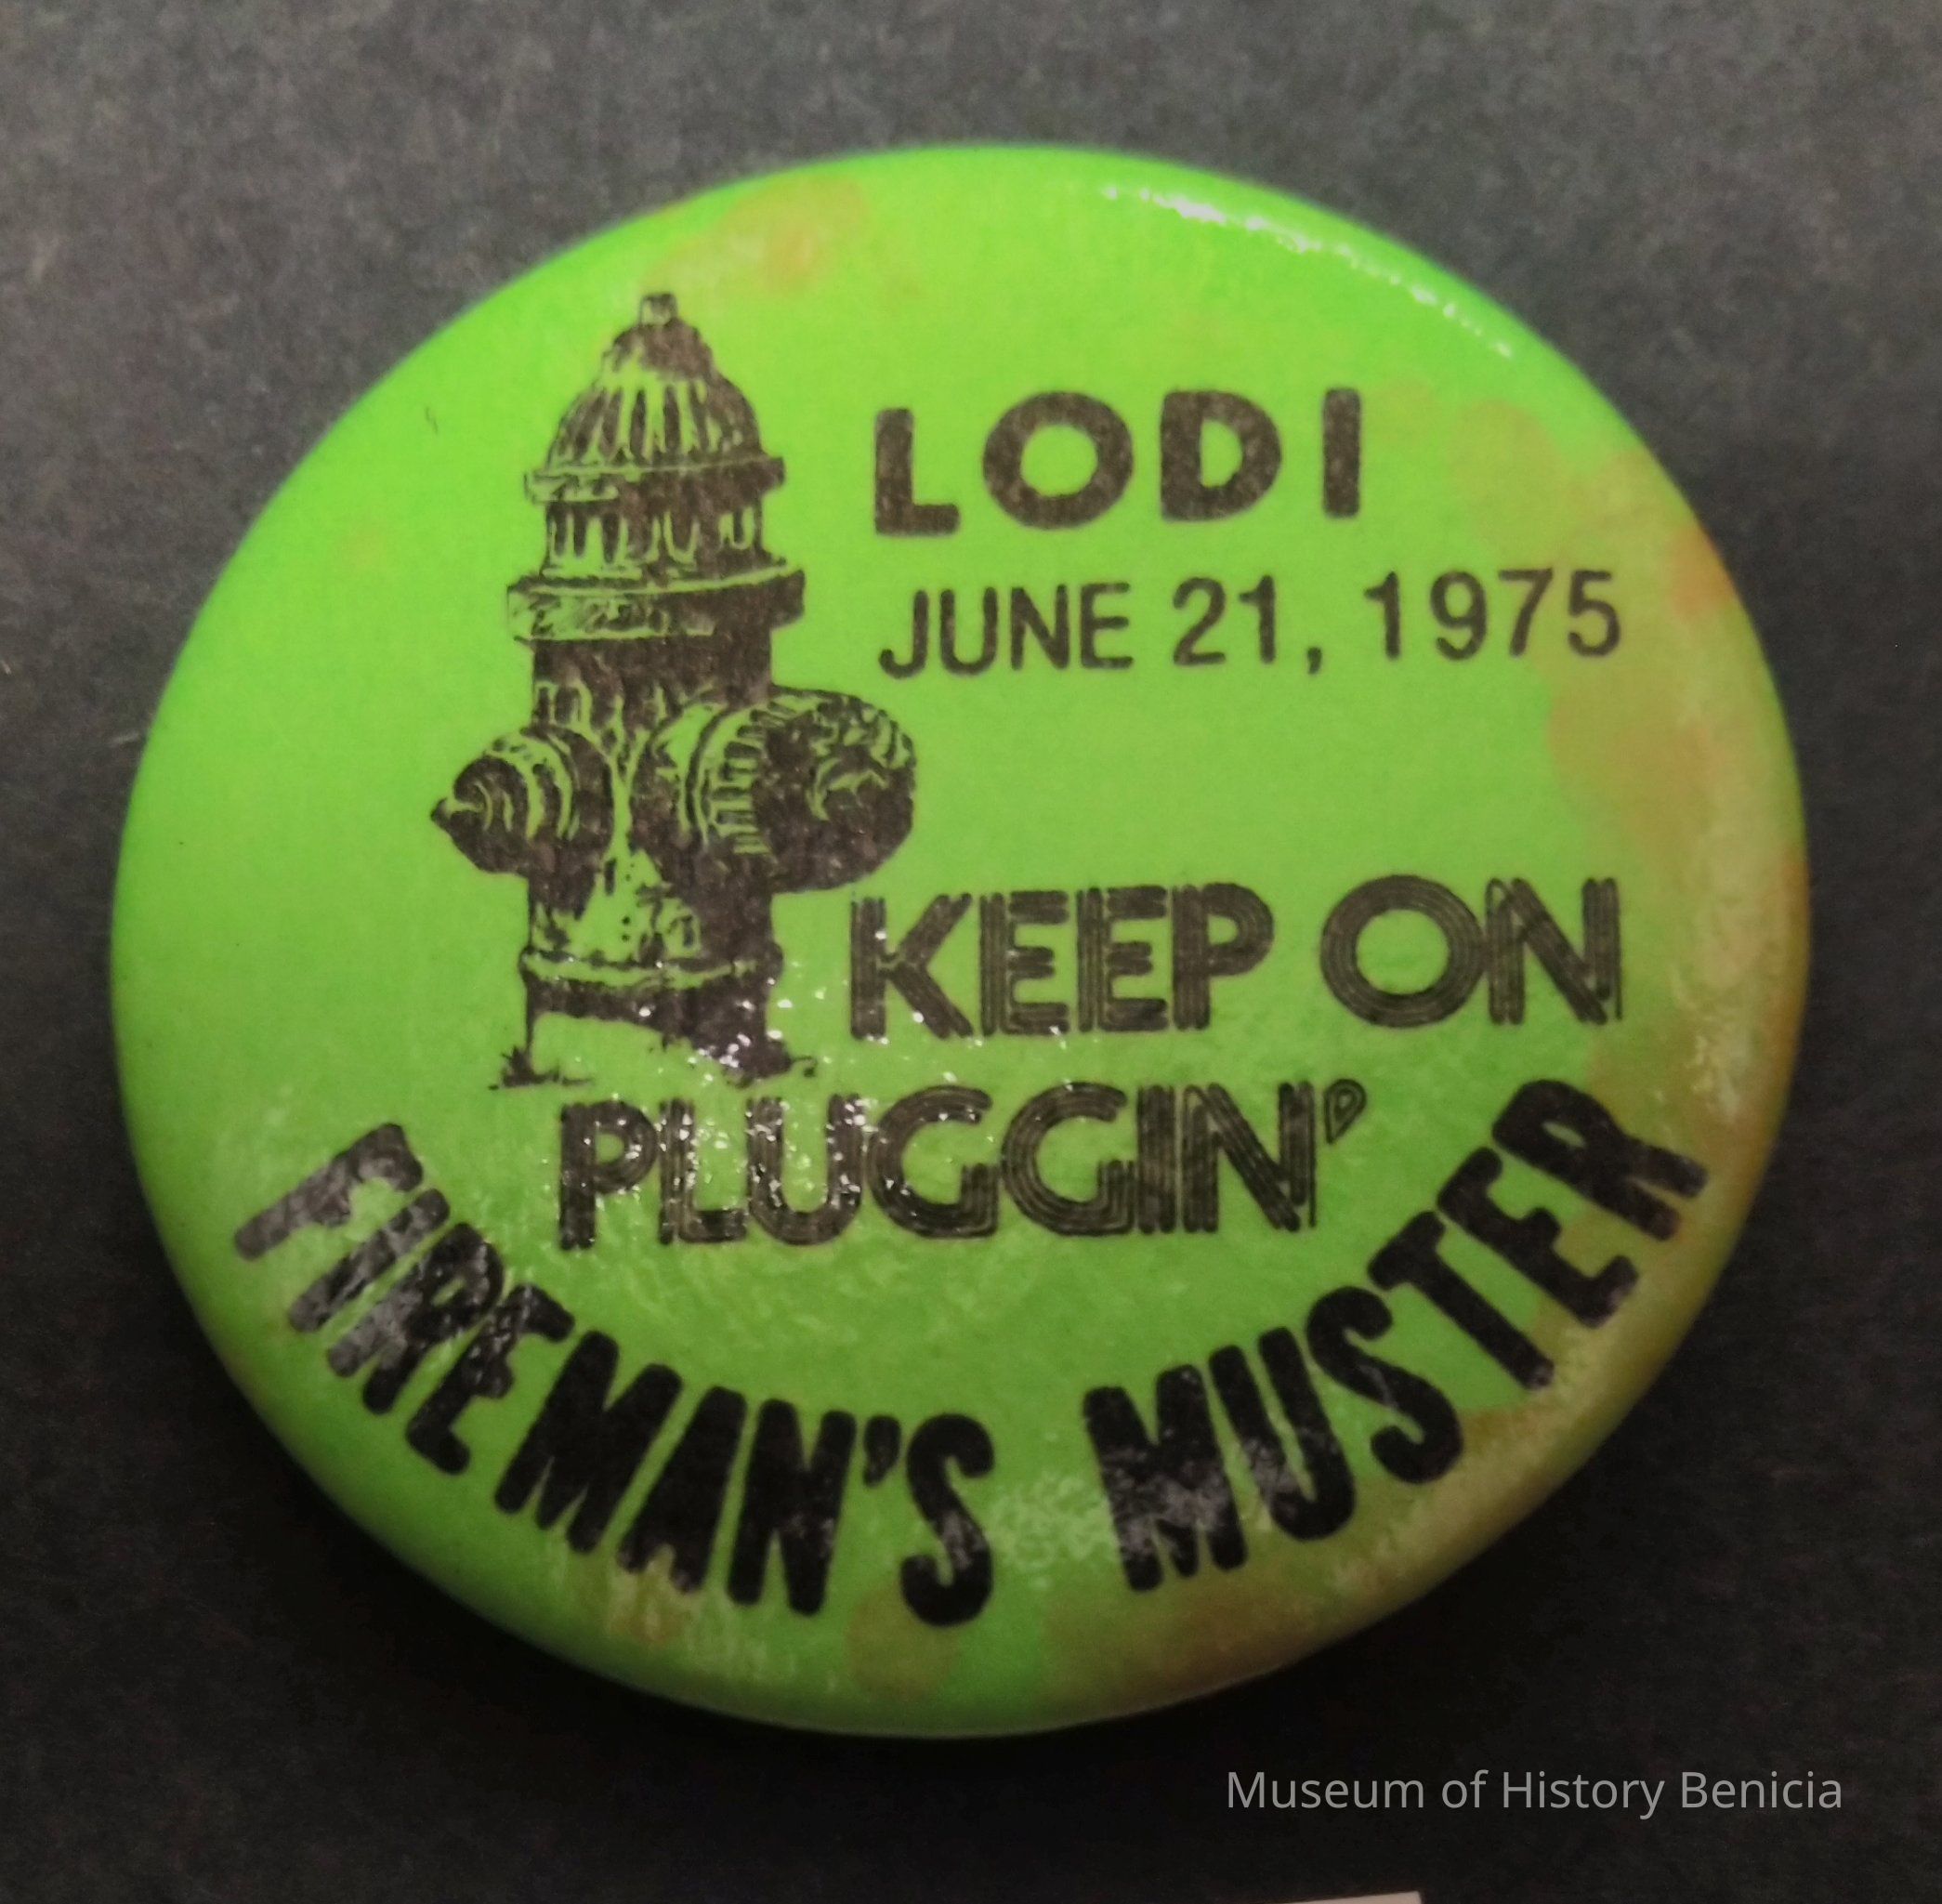 LODI
JUNE 21, 1975
KEEP ON
PLUGGIN'
FIREMAN'S MUSTER
Museum of History Benicia